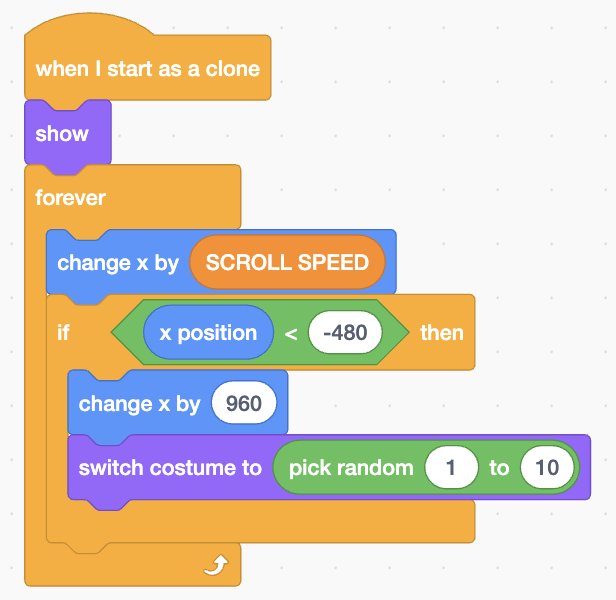 when I start as a clone
show
forever
change x by SCROLL SPEED
if x position < -480 then
change x by 960
switch costume to pick random 1 to 10